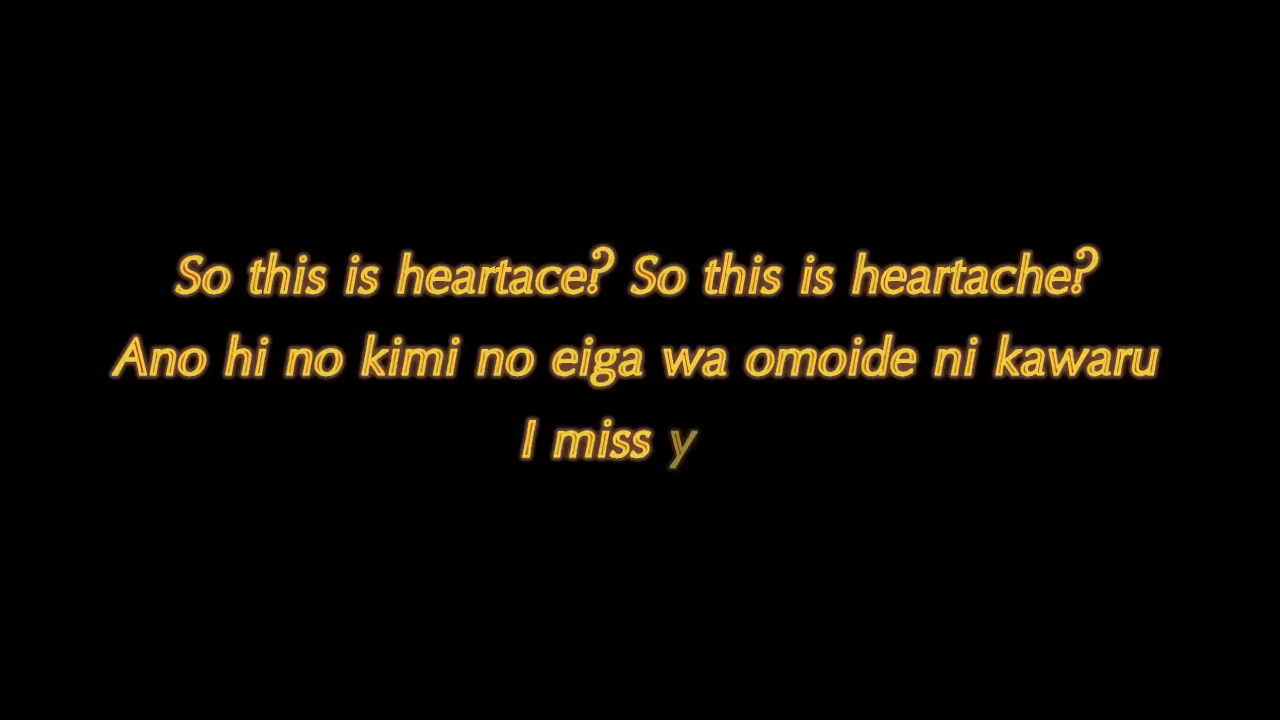 So this is heartace? So this is heartache?
Ano hi no kimi no eiga wa omoide ni kawaru
I miss y